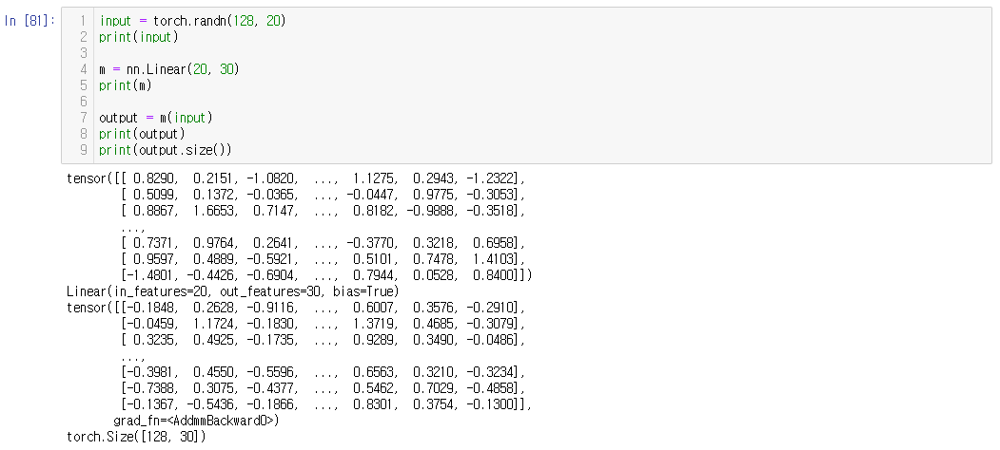 In [81]:
1 input = torch.randn(128, 20)
2 print(input)
3
4 m = nn.Linear(20, 30)
5 print(m)
6
7 output = m(input)
8 print(output)
9 print(output.size())
tensor([[ 0.8290,  0.2151, -1.0820,  ...,  1.1275,  0.2943, -1.2322],
        [ 0.5099,  0.1372, -0.0365,  ..., -0.0447,  0.9775, -0.3053],
        [ 0.8867,  1.6653,  0.7147,  ...,  0.8182, -0.9888, -0.3518],
        ...,
        [ 0.7371,  0.9764,  0.2641,  ..., -0.3770,  0.3218,  0.6958],
        [ 0.9597,  0.4889, -0.5921,  ...,  0.5101,  0.7478,  1.4103],
        [-1.4801, -0.4426, -0.6904,  ...,  0.7944,  0.0528,  0.8400]])
Linear(in_features=20, out_features=30, bias=True)
tensor([[-0.1848,  0.2628, -0.9116,  ...,  0.6007,  0.3576, -0.2910],
        [-0.0459,  1.1724, -0.1830,  ...,  1.3719,  0.4685, -0.3079],
        [ 0.3235,  0.4925, -0.1735,  ...,  0.9289,  0.3490, -0.0486],
        ...,
        [-0.3981,  0.4550, -0.5596,  ...,  0.6563,  0.3210, -0.3234],
        [-0.7388,  0.3075, -0.4377,  ...,  0.5462,  0.7029, -0.4858],
        [-0.1367, -0.5436, -0.1866,  ...,  0.8301,  0.3754, -0.1300]],
       grad_fn=<AddmmBackward0>)
torch.Size([128, 30])